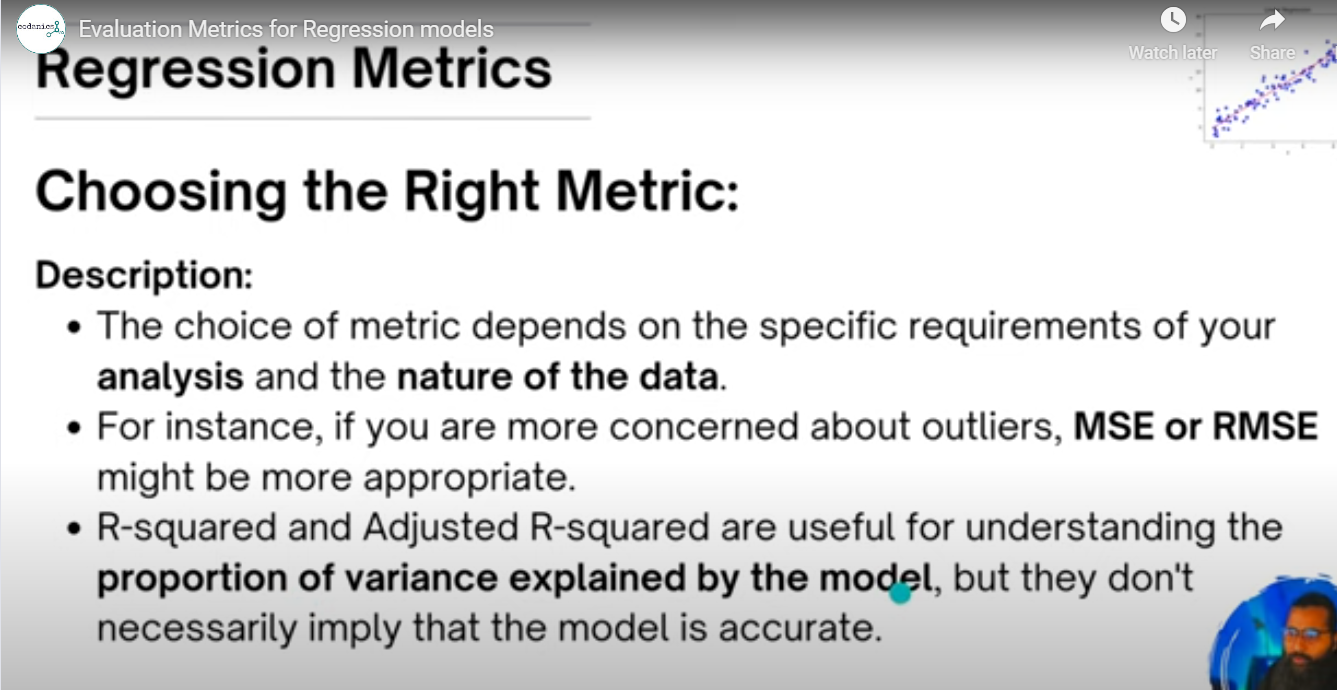 codanics
Evaluation Metrics for Regression models
Watch later
Share
Regression Metrics
Choosing the Right Metric:
Description:
• The choice of metric depends on the specific requirements of your
analysis and the nature of the data.
• For instance, if you are more concerned about outliers, MSE or RMSE
might be more appropriate.
• R-squared and Adjusted R-squared are useful for understanding the
proportion of variance explained by the model, but they don't
necessarily imply that the model is accurate.